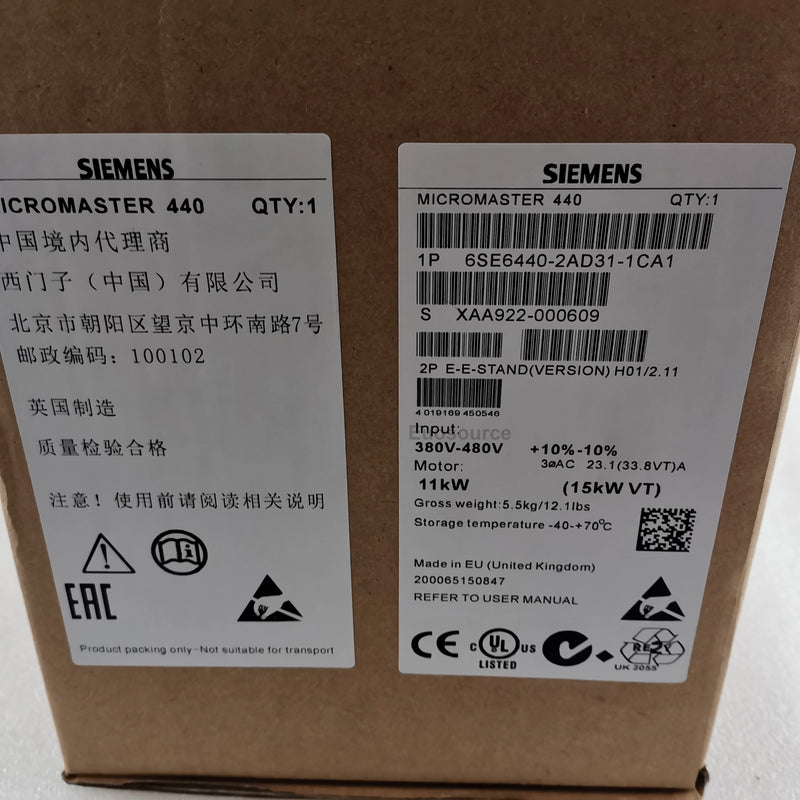 SIEMENS
ICROMASTER 440 QTY:1
中国境内代理商
西门子（中国）有限公司
北京市朝阳区望京中环南路7号
邮政编码：100102
英国制造
质量检验合格
注意！使用前请阅读相关说明
EAC
Product packing only-Not suitable for transport
SIEMENS
MICROMASTER 440 QTY:1
1P 6SE6440-2AD31-1CA1
S XAA922-000609
2P E-E-STAND(VERSION) H01/2.11
4 019169 450546
Edosource
Input:
380V-480V +10%-10%
Motor: 3øAC 23.1(33.8VT)A
11kW (15kW VT)
Gross weight:5.5kg/12.1lbs
Storage temperature -40-+70°C
Made in EU (United Kingdom)
200065150847
REFER TO USER MANUAL
CE C UL US LISTED
RESY
UK 2055